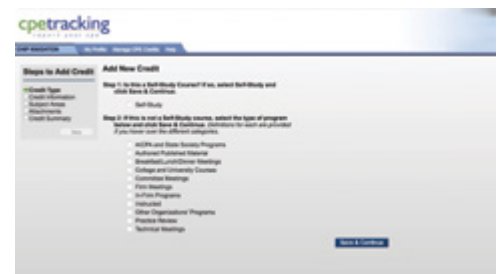 cpetracking
report your cpe
My Profile Manage CPE Credits Help
Steps to Add Credit
Credit Type
Credit Information
Subject Areas
Attachments
Credit Summary
Add New Credit
Step 1: Is this a Self-Study Course? If so, select Self-Study and
click Save & Continue.
Self-Study
Step 2: If this is not a Self-Study course, select the type of program
below and click Save & Continue. Definitions for each are provided
if you hover over the different categories.
AICPA and State Society Programs
Authored Published Material
Breakfast/Lunch/Dinner Meetings
College and University Courses
Committee Meetings
Firm Meetings
In-Firm Programs
Instructed
Other Organizations' Programs
Practice Review
Technical Meetings
Save & Continue